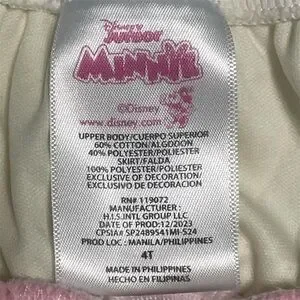 Disney
Junior
MINNIE
©Disney
www.disney.com
UPPER BODY/CUERPO SUPERIOR
60% COTTON/ALGODON
40% POLYESTER/POLIESTER
SKIRT/FALDA
100% POLYESTER/POLIESTER
EXCLUSIVE OF DECORATION/
EXCLUSIVO DE DECORACION
RN# 119072
MANUFACTURER:
H.I.S.INTL GROUP LLC
DATE OF PROD:12/2023
CPSIA# SP2489541MI-S24
PROD LOC : MANILA/PHILIPPINES
4T
MADE IN PHILIPPINES
HECHO EN FILIPINAS